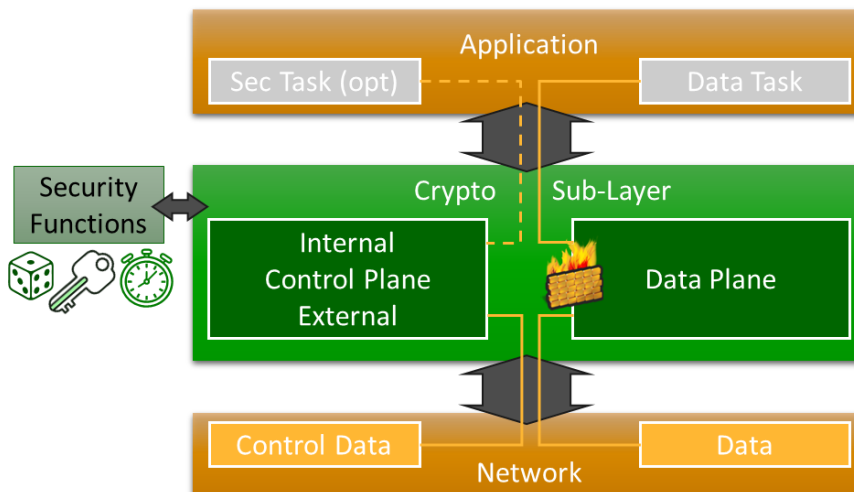 Application
Sec Task (opt)
Data Task
Security
Functions
Crypto Sub-Layer
Internal
Control Plane
External
Data Plane
Control Data
Data
Network